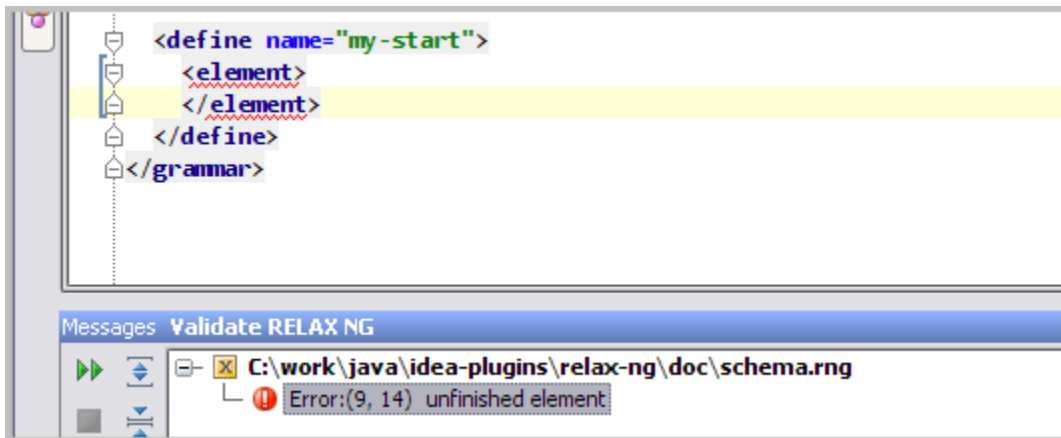 <define name="my-start">
<element>
</element>
</define>
</grammar>
Messages Validate RELAX NG
C:\work\java\idea-plugins\relax-ng\doc\schema.rng
Error:(9, 14) unfinished element